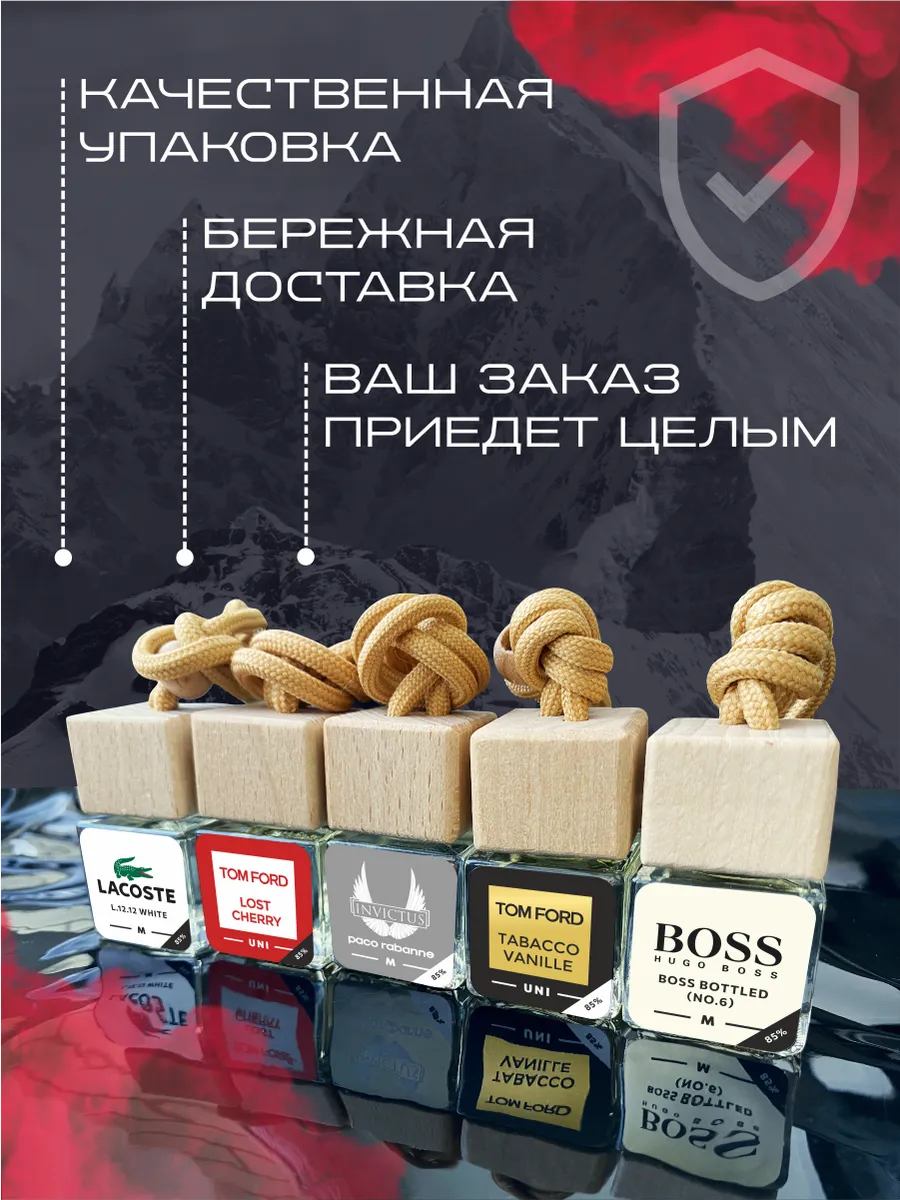 КАЧЕСТВЕННАЯ
УПАКОВКА
БЕРЕЖНАЯ
ДОСТАВКА
ВАШ ЗАКАЗ
ПРИЕДЕТ ЦЕЛЫМ
LACOSTE
L.12.12 WHITE
M
85%
TOM FORD
LOST
CHERRY
UNI
85%
INVICTUS
paco rabanne
M
85%
TOM FORD
TABACCO
VANILLE
UNI
85%
BOSS
HUGO BOSS
BOSS BOTTLED
(NO.6)
M
85%